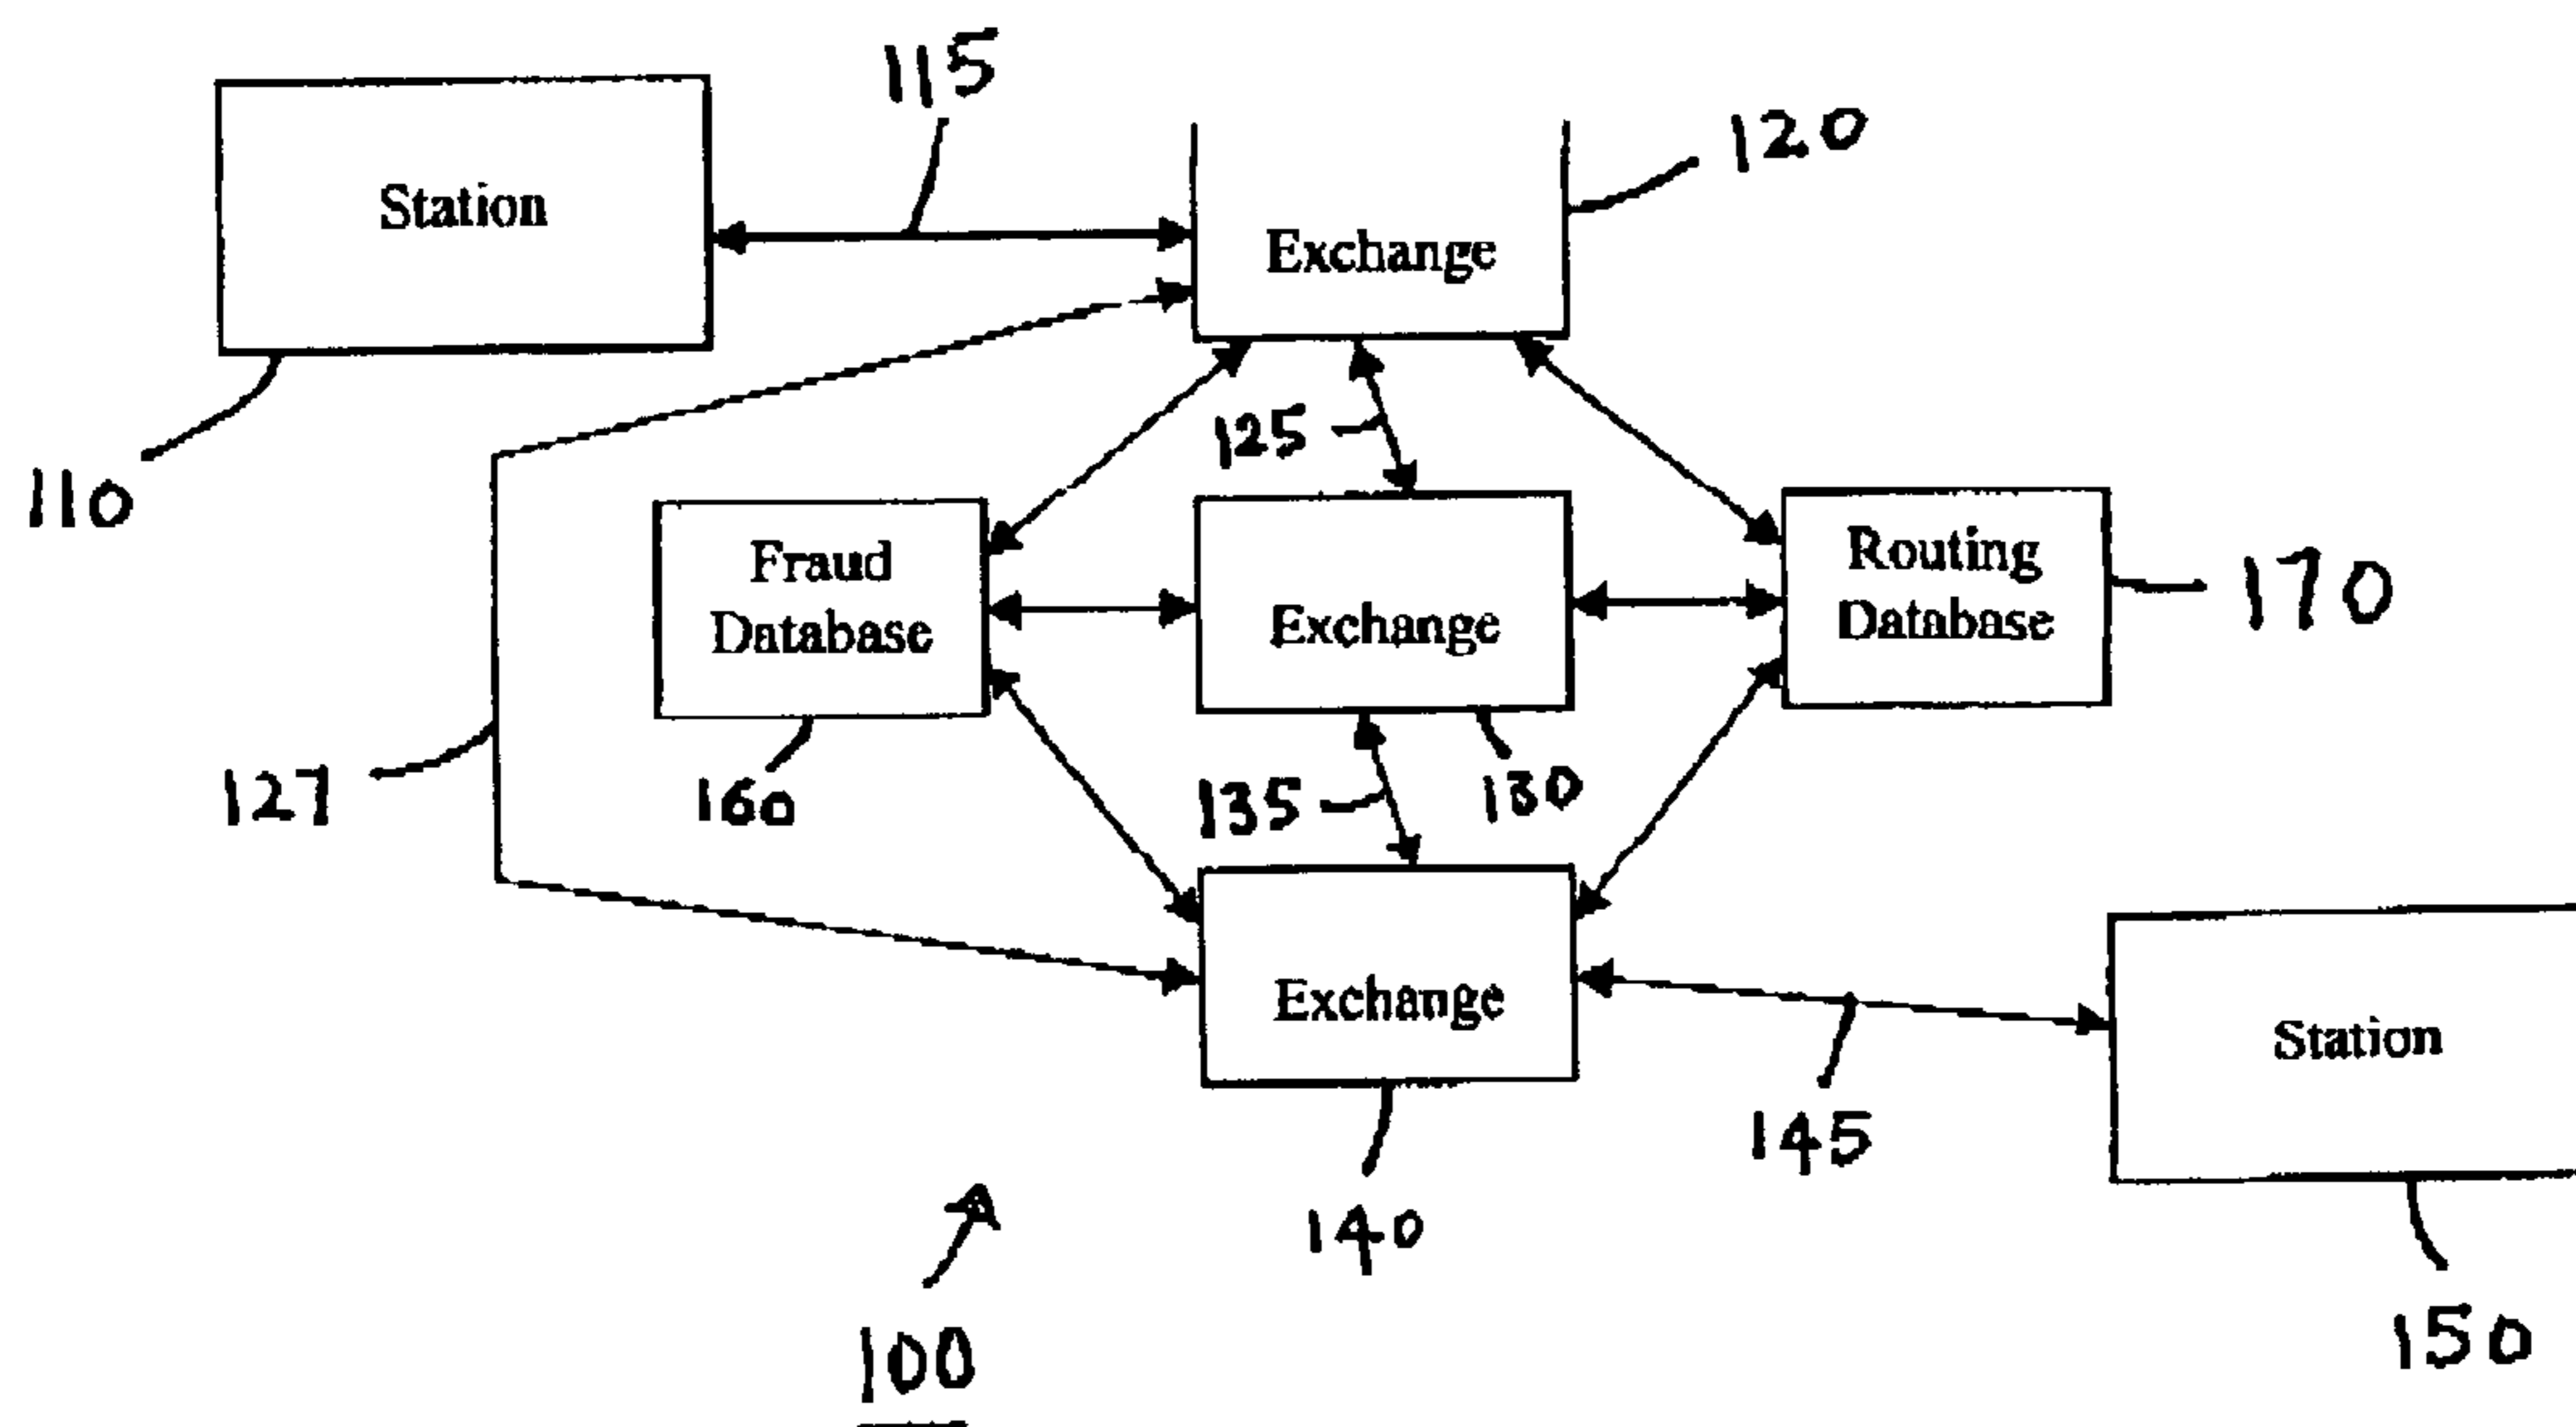 115
120
Station
Exchange
110
125
Fraud
Database
Exchange
Routing
Database
170
127
160
135
130
Exchange
Station
145
140
100
150